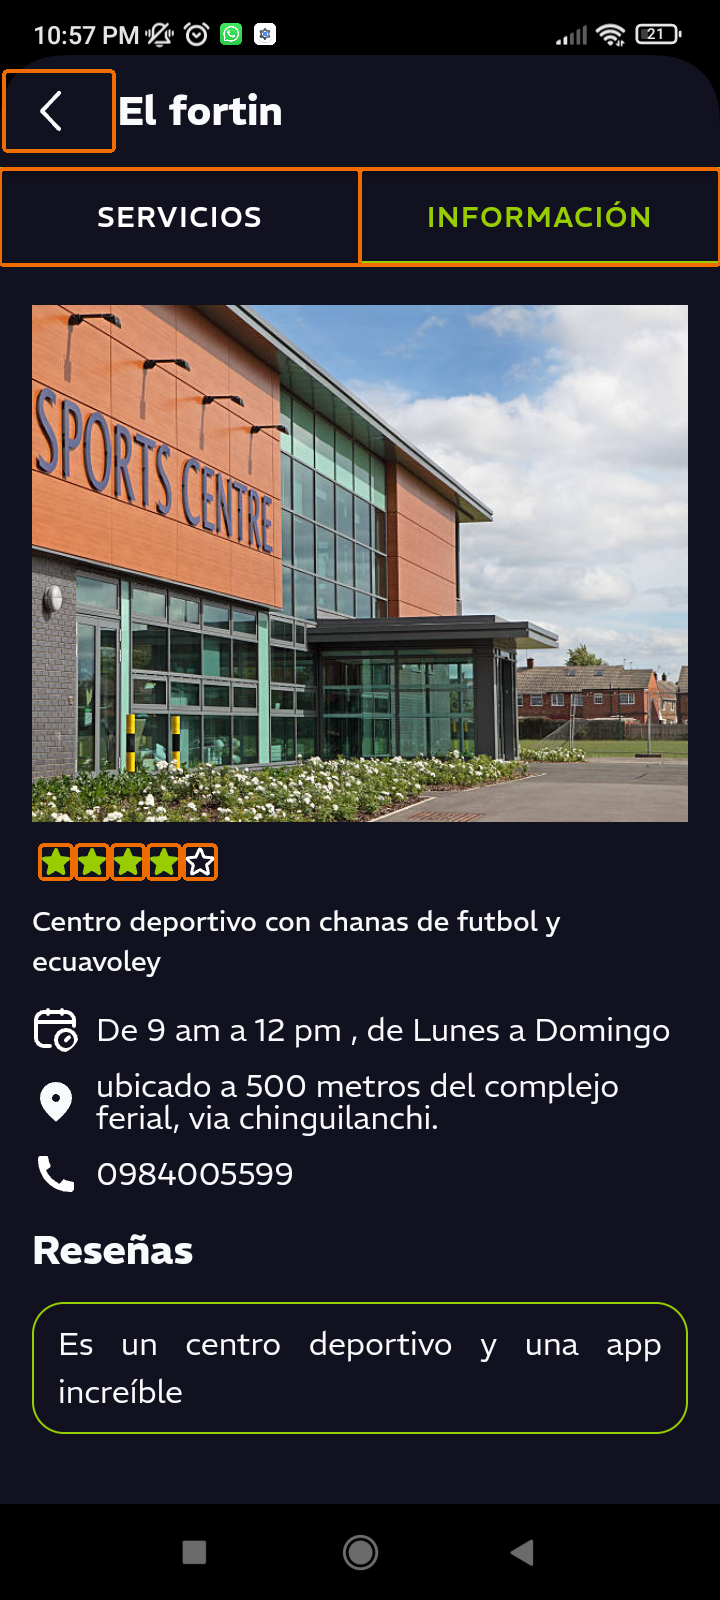 10:57 PM
21
El fortin
SERVICIOS
INFORMACIÓN
SPORTS CENTRE
Centro deportivo con chanas de futbol y
ecuavoley
De 9 am a 12 pm , de Lunes a Domingo
ubicado a 500 metros del complejo
ferial, via chinguilanchi.
0984005599
Reseñas
Es un centro deportivo y una app
increíble